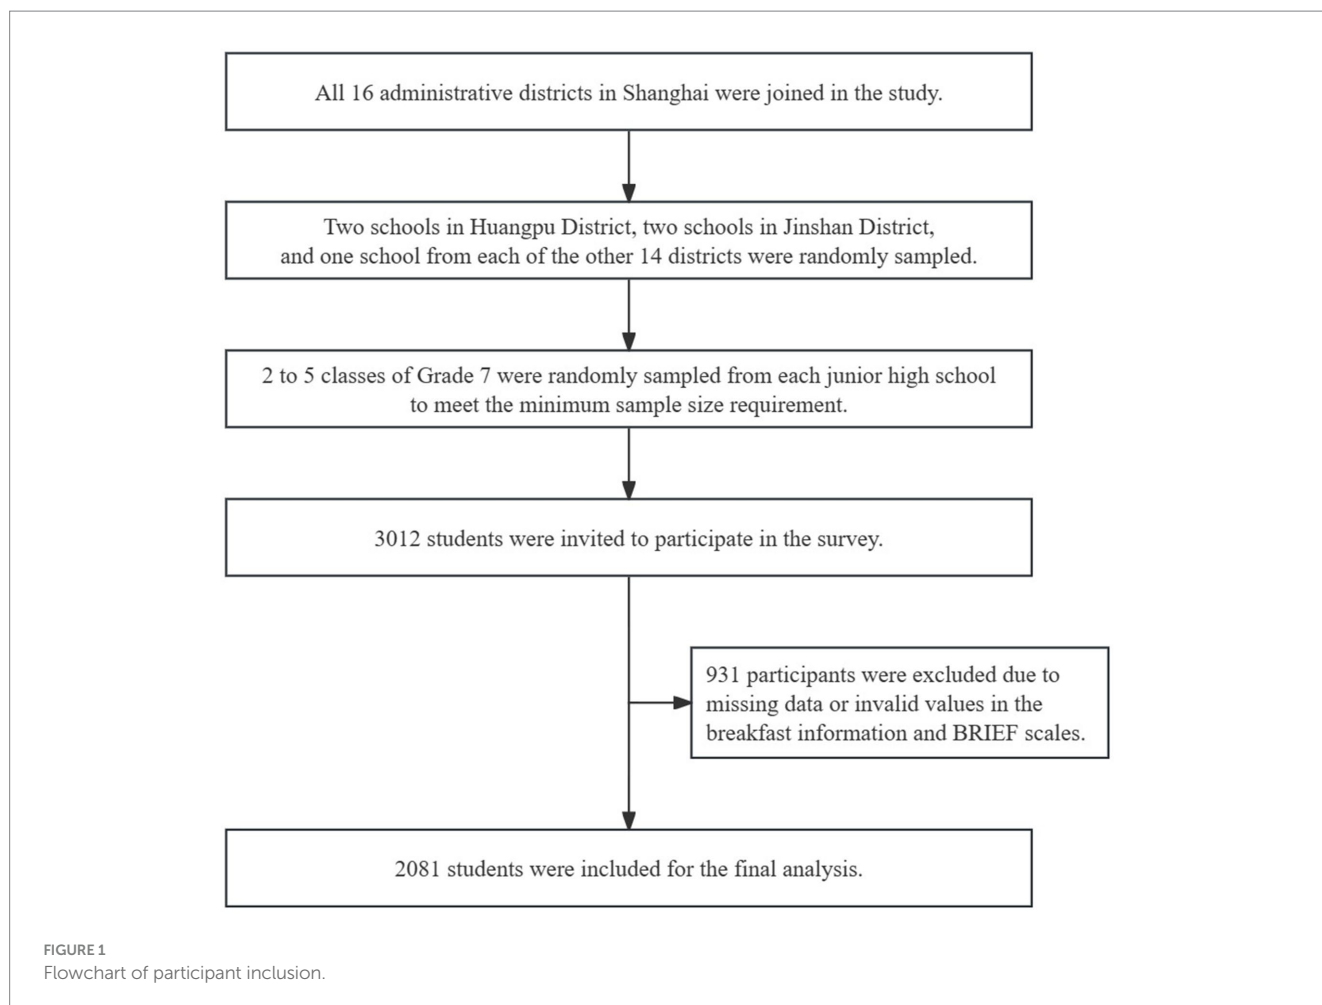 All 16 administrative districts in Shanghai were joined in the study.
Two schools in Huangpu District, two schools in Jinshan District,
and one school from each of the other 14 districts were randomly sampled.
2 to 5 classes of Grade 7 were randomly sampled from each junior high school
to meet the minimum sample size requirement.
3012 students were invited to participate in the survey.
931 participants were excluded due to
missing data or invalid values in the
breakfast information and BRIEF scales.
2081 students were included for the final analysis.
FIGURE 1
Flowchart of participant inclusion.